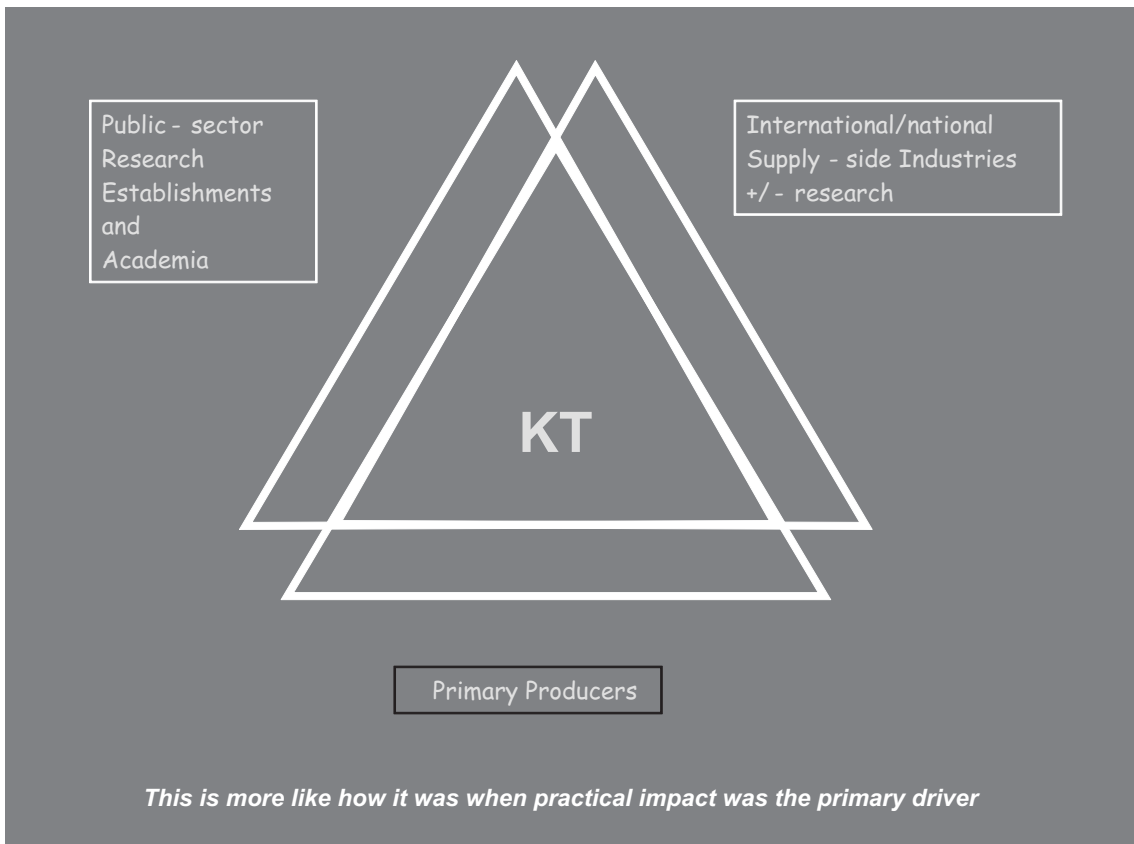 Public - sector
Research
Establishments
and
Academia
International/national
Supply - side Industries
+/- research
KT
Primary Producers
This is more like how it was when practical impact was the primary driver